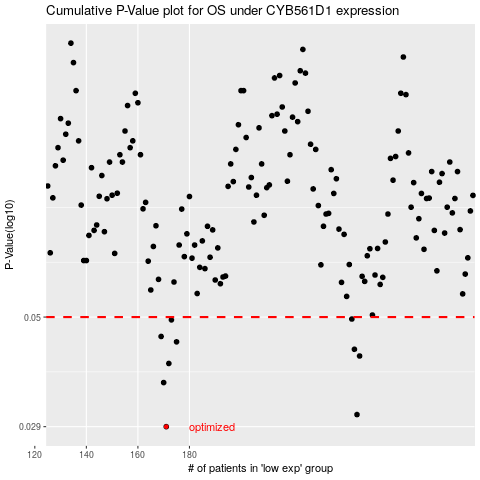 Cumulative P-Value plot for OS under CYB561D1 expression
P-Value(log10)
0.05
0.029
optimized
120 140 160 180
# of patients in 'low exp' group